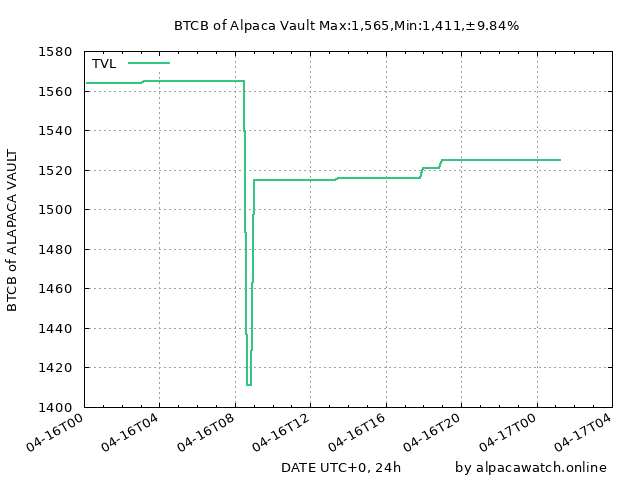 BTCB of Alpaca Vault Max:1,565,Min:1,411,±9.84%
TVL
1580
1560
1540
1520
1500
1480
1460
1440
1420
1400
BTCB of ALAPACA VAULT
04-16T00
04-16T04
04-16T08
04-16T12
04-16T16
04-16T20
04-17T00
04-17T04
DATE UTC+0, 24h
by alpacawatch.online